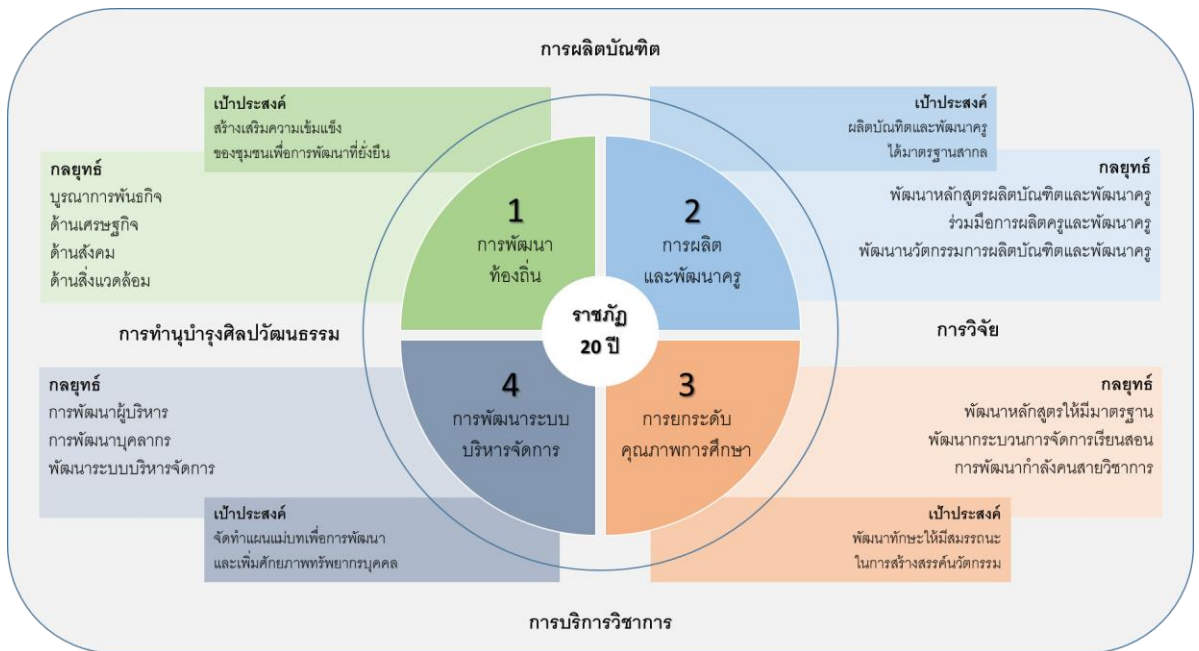 การผลิตบัณฑิต
เป้าประสงค์
สร้างเสริมความเข้มแข็ง
ของชุมชนเพื่อการพัฒนาที่ยั่งยืน
กลยุทธ์
บูรณาการพันธกิจ
ด้านเศรษฐกิจ
ด้านสังคม
ด้านสิ่งแวดล้อม
1
การพัฒนา
ท้องถิ่น
2
การผลิต
และพัฒนาครู
เป้าประสงค์
ผลิตบัณฑิตและพัฒนาครู
ได้มาตรฐานสากล
กลยุทธ์
พัฒนาหลักสูตรผลิตบัณฑิตและพัฒนาครู
ร่วมมือการผลิตครูและพัฒนาครู
พัฒนานวัตกรรมการผลิตบัณฑิตและพัฒนาครู
การทำนุบำรุงศิลปวัฒนธรรม
ราชภัฏ
20 ปี
การวิจัย
กลยุทธ์
การพัฒนาผู้บริหาร
การพัฒนาบุคลากร
พัฒนาระบบบริหารจัดการ
4
การพัฒนาระบบ
บริหารจัดการ
3
การยกระดับ
คุณภาพการศึกษา
กลยุทธ์
พัฒนาหลักสูตรให้มีมาตรฐาน
พัฒนากระบวนการจัดการเรียนสอน
การพัฒนากำลังคนสายวิชาการ
เป้าประสงค์
จัดทำแผนแม่บทเพื่อการพัฒนา
และเพิ่มศักยภาพทรัพยากรบุคคล
เป้าประสงค์
พัฒนาทักษะให้มีสมรรถนะ
ในการสร้างสรรค์นวัตกรรม
การบริการวิชาการ